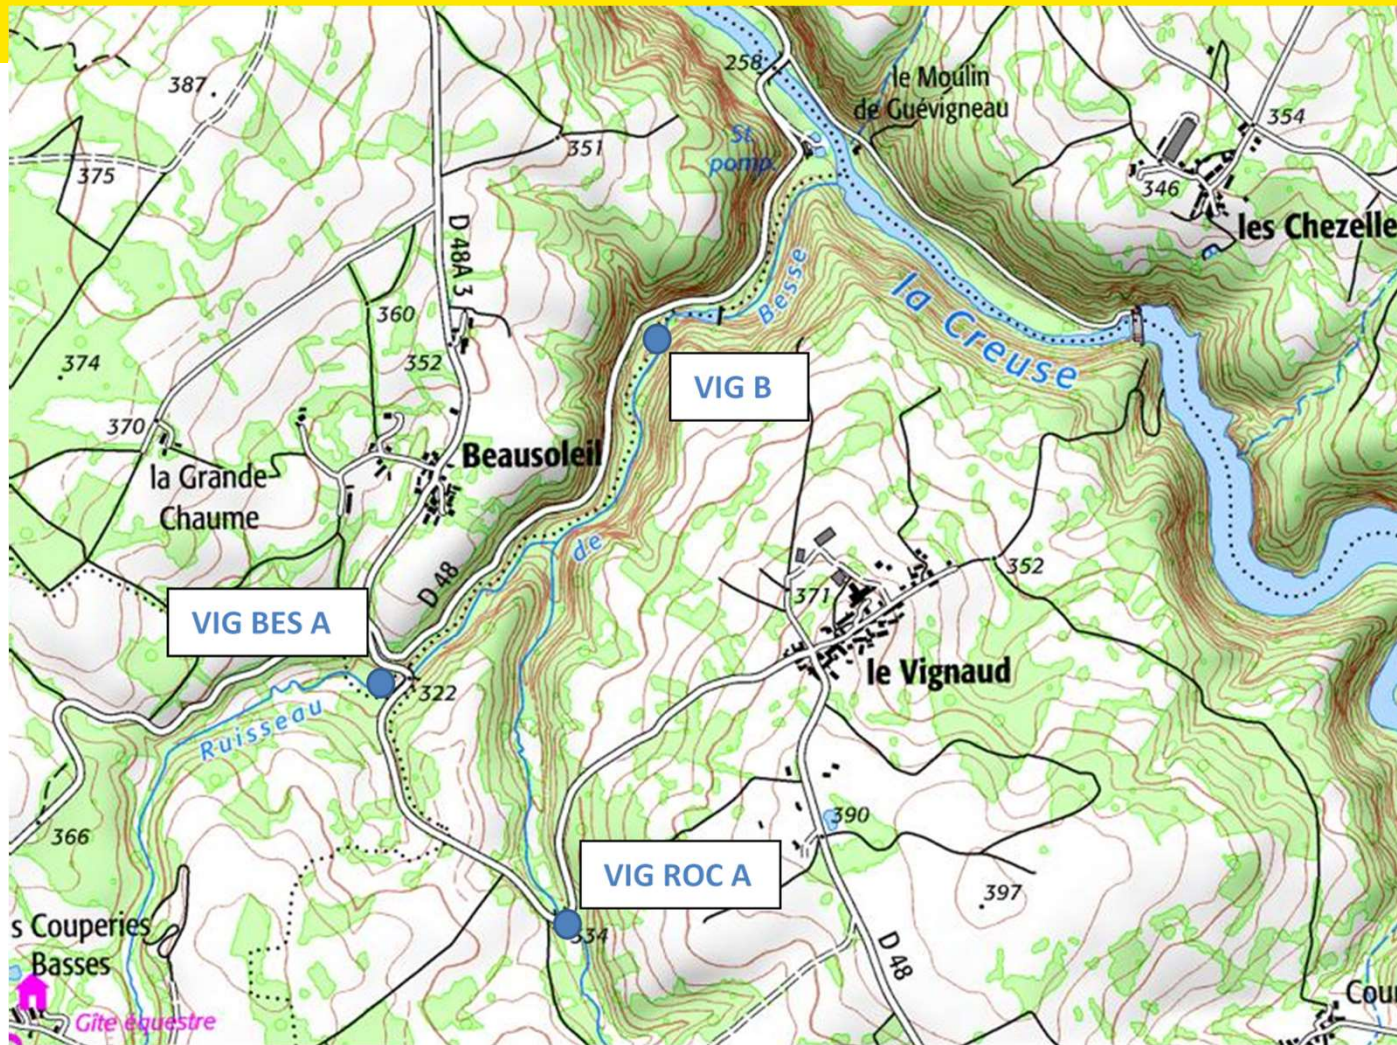 258
le Moulin
de Guévigneau
387
354
St
pomp.
351
375
346
les Chezelle
D 48A 3
Besse
la Creuse
360
352
374
VIG B
370
Beausoleil
la Grande
Chaume
de
D 48
352
371
VIG BES A
le Vignaud
322
Ruisseau
390
366
VIG ROC A
397
s Couperies
Basses
334
D 48
Cour
Gîte équestre